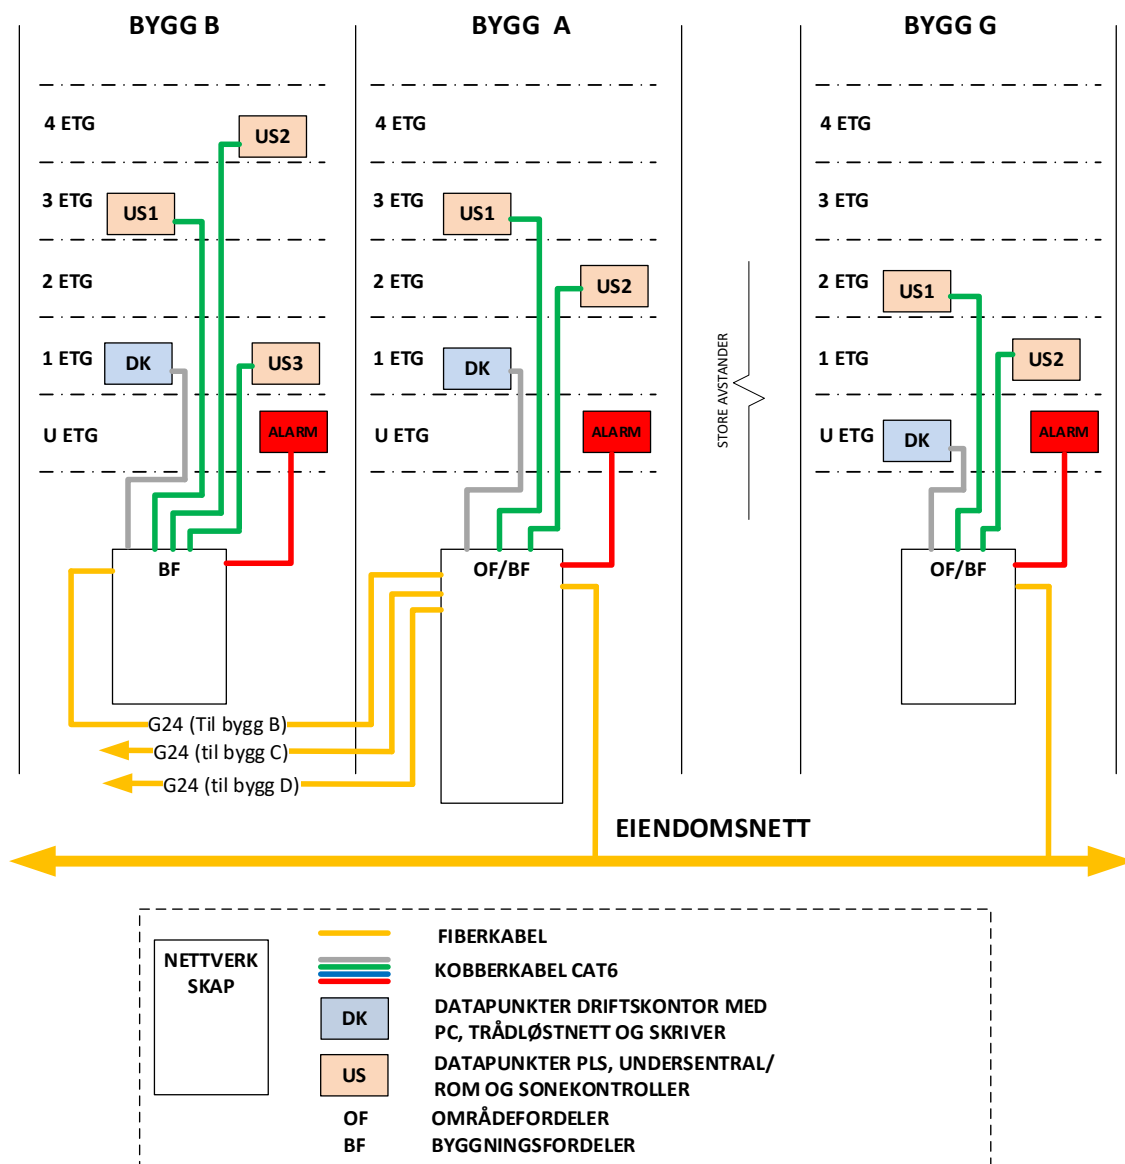 BYGG B
BYGG A
BYGG G
4 ETG
US2
3 ETG
US1
2 ETG
1 ETG
DK
US3
U ETG
ALARM
BF
4 ETG
3 ETG
US1
2 ETG
US2
1 ETG
DK
U ETG
ALARM
OF/BF
STORE AVSTANDER
4 ETG
3 ETG
2 ETG
US1
1 ETG
US2
U ETG
DK
ALARM
OF/BF
G24 (Til bygg B)
G24 (til bygg C)
G24 (til bygg D)
EIENDOMSNETT
NETTVERK
SKAP
FIBERKABEL
KOBBERKABEL CAT6
DK
DATAPUNKTER DRIFTSKONTOR MED
PC, TRÅDLØSTNETT OG SKRIVER
US
DATAPUNKTER PLS, UNDERSENTRAL/
ROM OG SONEKONTROLLER
OF OMRÅDEFORDELER
BF BYGGNINGSFORDELER